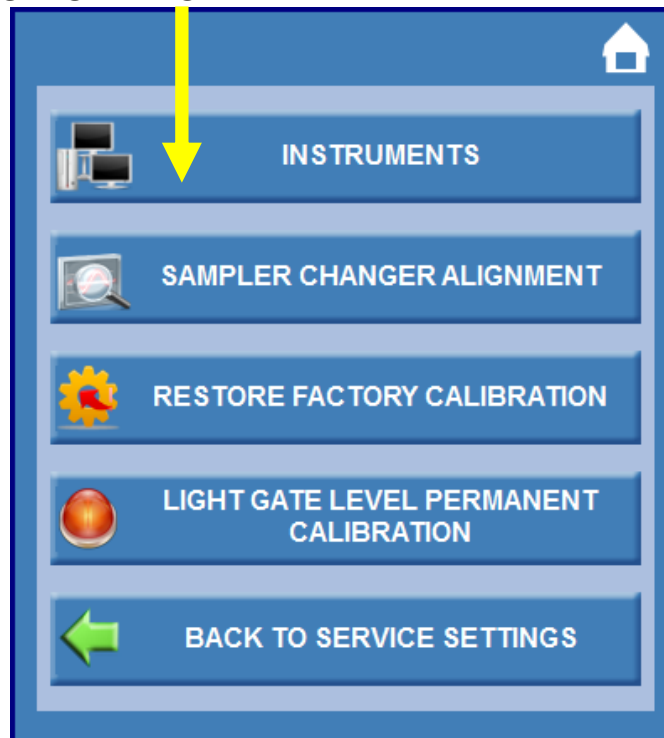 INSTRUMENTS
SAMPLER CHANGER ALIGNMENT
RESTORE FACTORY CALIBRATION
LIGHT GATE LEVEL PERMANENT
CALIBRATION
BACK TO SERVICE SETTINGS